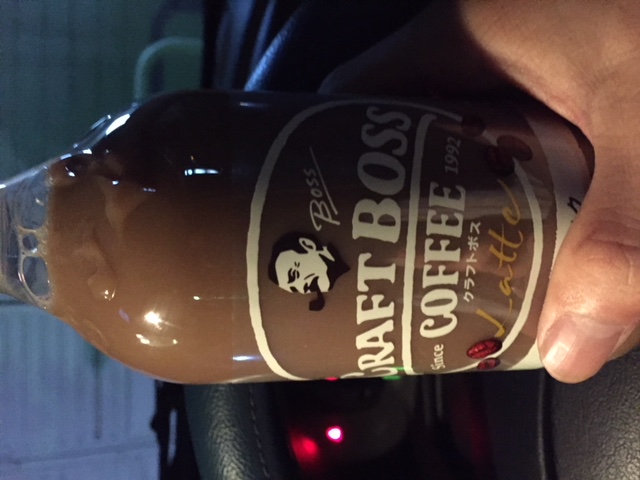 Boss
CRAFT BOSS
COFFEE
Since 1992
クラフトボス
Latte